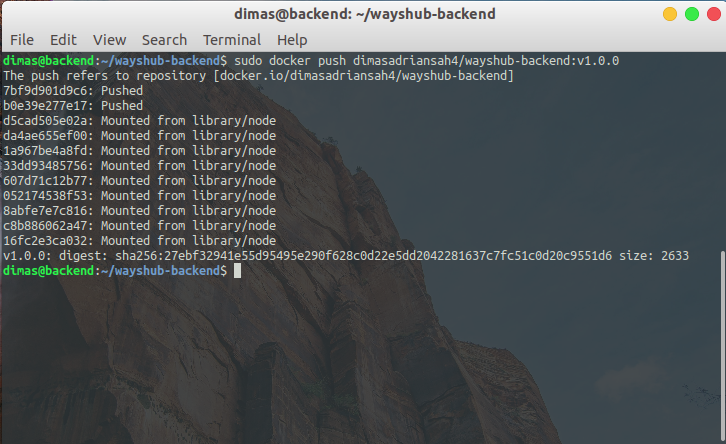 dimas@backend: ~/wayshub-backend
File Edit View Search Terminal Help
dimas@backend:~/wayshub-backend$ sudo docker push dimasadriansah4/wayshub-backend:v1.0.0
The push refers to repository [docker.io/dimasadriansah4/wayshub-backend]
7bf9d901d9c6: Pushed
b0e39e277e17: Pushed
d5cad505e02a: Mounted from library/node
da4ae655ef00: Mounted from library/node
1a967be4a8fd: Mounted from library/node
33dd93485756: Mounted from library/node
607d71c12b77: Mounted from library/node
052174538f53: Mounted from library/node
8abfe7e7c816: Mounted from library/node
c8b886062a47: Mounted from library/node
16fc2e3ca032: Mounted from library/node
v1.0.0: digest: sha256:27ebf32941e55d95495e290f628c0d22e5dd2042281637c7fc51c0d20c9551d6 size: 2633
dimas@backend:~/wayshub-backend$